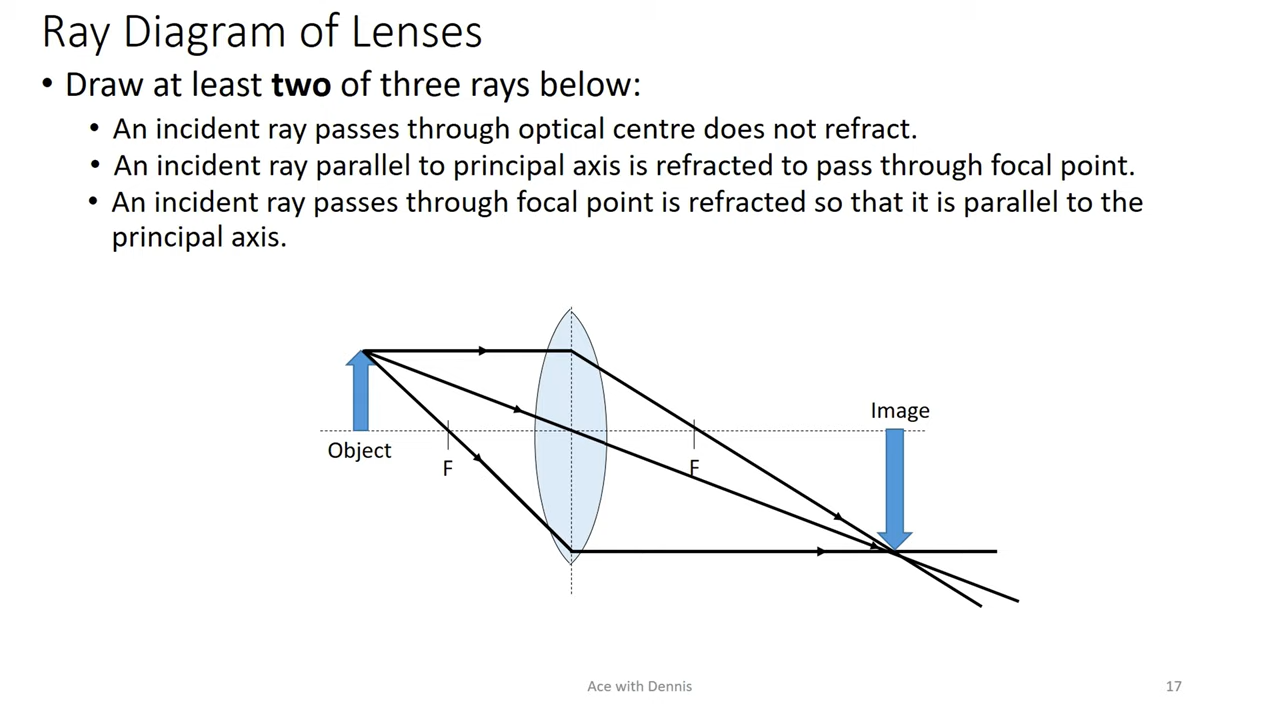 Ray Diagram of Lenses
• Draw at least two of three rays below:
• An incident ray passes through optical centre does not refract.
• An incident ray parallel to principal axis is refracted to pass through focal point.
• An incident ray passes through focal point is refracted so that it is parallel to the
principal axis.
Image
Object
F
F
Ace with Dennis
17